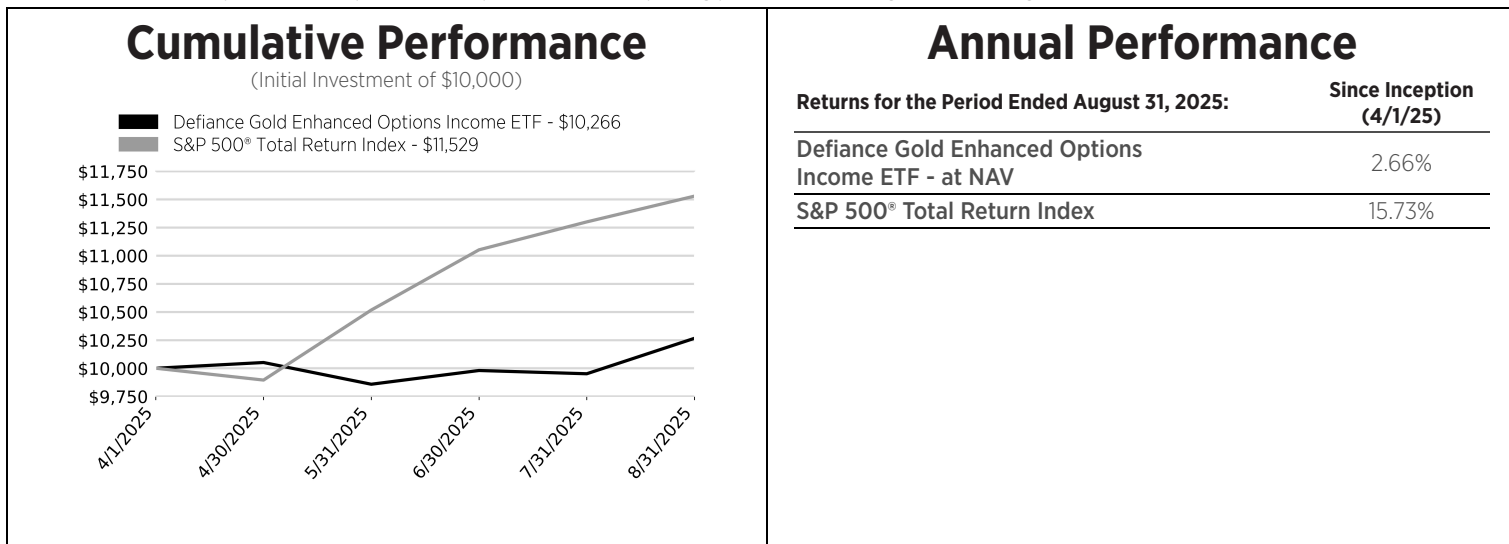 Cumulative Performance
(Initial Investment of $10,000)
Defiance Gold Enhanced Options Income ETF - $10,266
S&P 500® Total Return Index - $11,529
$11,750
$11,500
$11,250
$11,000
$10,750
$10,500
$10,250
$10,000
$9,750
4/1/2025
4/30/2025
5/31/2025
6/30/2025
7/31/2025
8/31/2025
Annual Performance
Returns for the Period Ended August 31, 2025:
Since Inception
(4/1/25)
Defiance Gold Enhanced Options
Income ETF - at NAV
2.66%
S&P 500® Total Return Index
15.73%